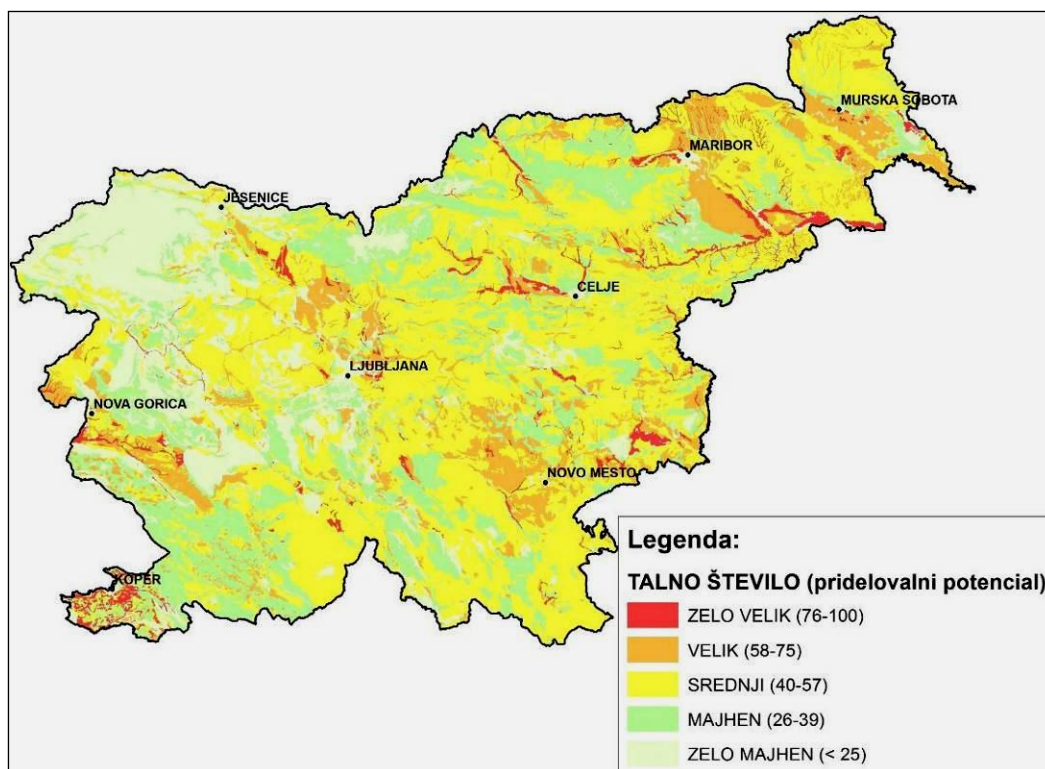 MURSKA SOBOTA
MARIBOR
JESENICE
CELJE
LJUBLJANA
NOVA GORICA
NOVO MESTO
KOPER
Legenda:
TALNO ŠTEVILO (pridelovalni potencial)
ZELO VELIK (76-100)
VELIK (58-75)
SREDNJI (40-57)
MAJHEN (26-39)
ZELO MAJHEN (< 25)